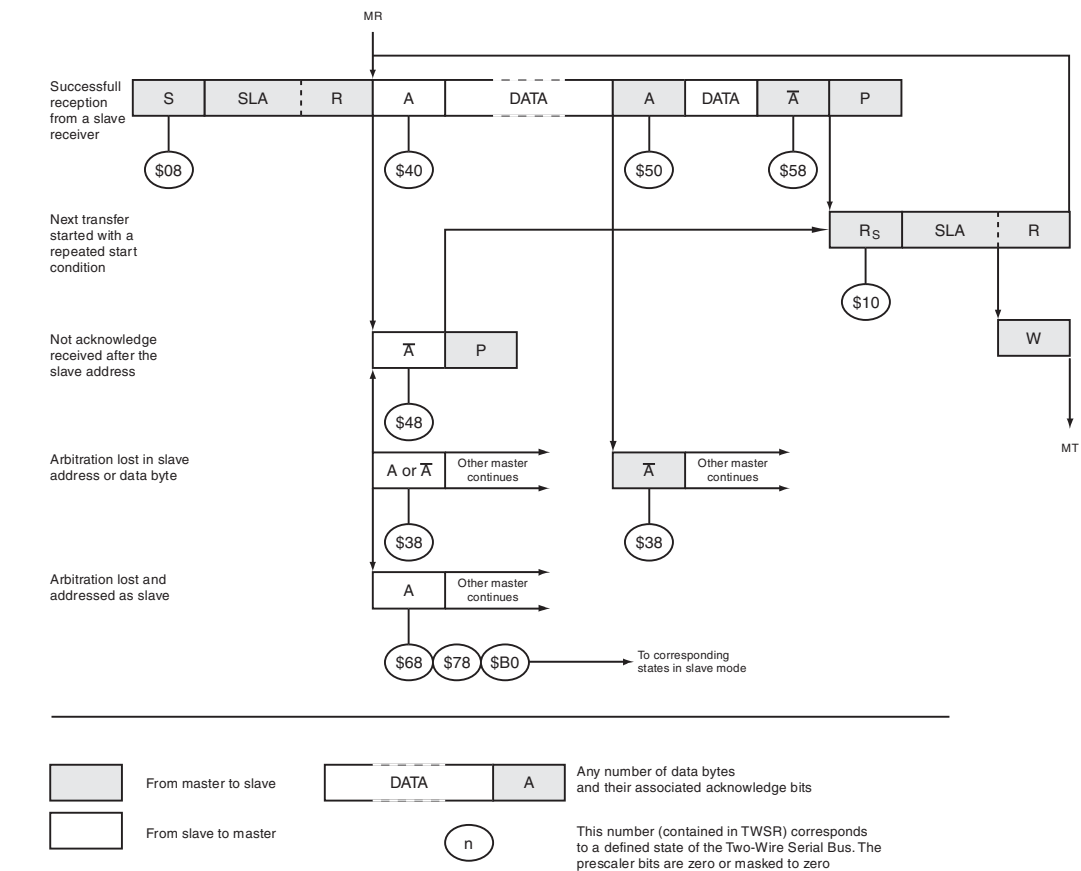 MR
Successfull
reception
from a slave
receiver
S SLA R A DATA A DATA A̅ P
$08 $40 $50 $58
Next transfer
started with a
repeated start
condition
RS SLA R
$10
W
MT
Not acknowledge
received after the
slave address
A̅ P
$48
Arbitration lost in slave
address or data byte
A or A̅ Other master
continues
A̅ Other master
continues
$38 $38
Arbitration lost and
addressed as slave
A Other master
continues
$68 $78 $B0
To corresponding
states in slave mode
From master to slave
DATA A
Any number of data bytes
and their associated acknowledge bits
From slave to master
n
This number (contained in TWSR) corresponds
to a defined state of the Two-Wire Serial Bus. The
prescaler bits are zero or masked to zero